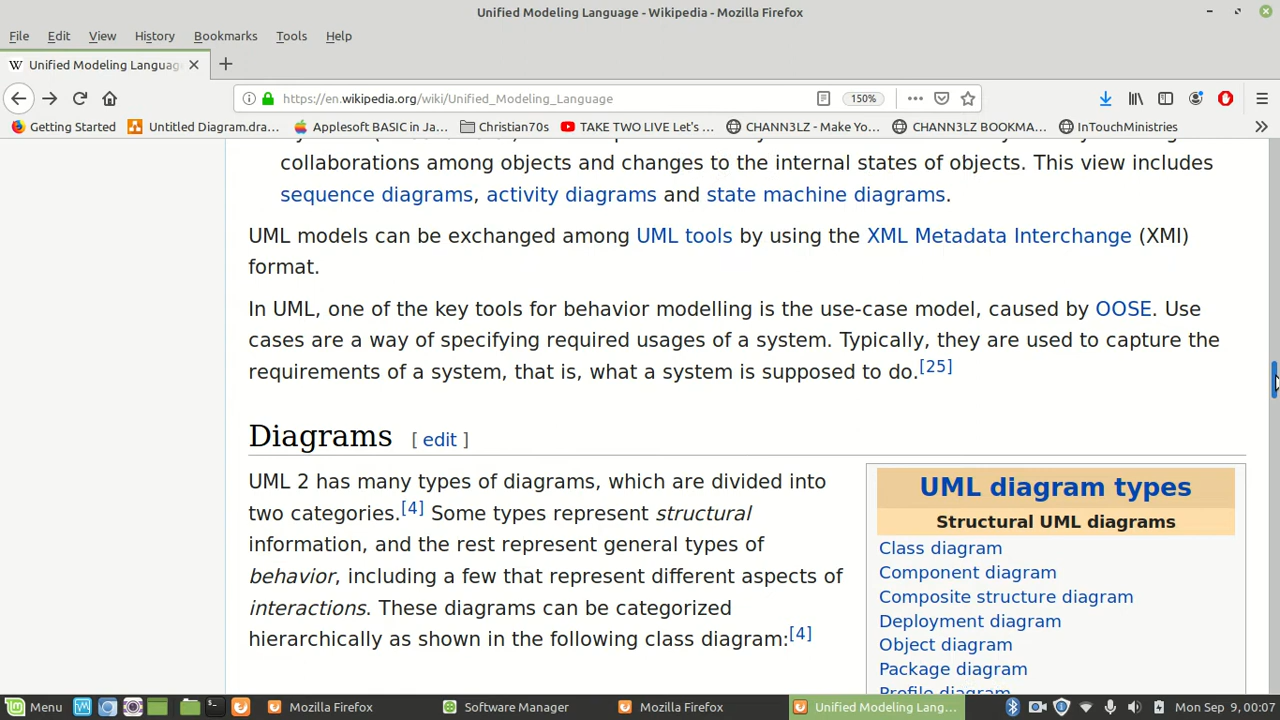 Unified Modeling Language - Wikipedia - Mozilla Firefox
File Edit View History Bookmarks Tools Help
Unified Modeling Language
https://en.wikipedia.org/wiki/Unified_Modeling_Language 150%
Getting Started Untitled Diagram.dra... Applesoft BASIC in Ja... Christian70s TAKE TWO LIVE Let's ... CHANN3LZ - Make Yo... CHANN3LZ BOOKMA... InTouchMinistries
collaborations among objects and changes to the internal states of objects. This view includes
sequence diagrams, activity diagrams and state machine diagrams.
UML models can be exchanged among UML tools by using the XML Metadata Interchange (XMI)
format.
In UML, one of the key tools for behavior modelling is the use-case model, caused by OOSE. Use
cases are a way of specifying required usages of a system. Typically, they are used to capture the
requirements of a system, that is, what a system is supposed to do.[25]
Diagrams [ edit ]
UML 2 has many types of diagrams, which are divided into
two categories.[4] Some types represent structural
information, and the rest represent general types of
behavior, including a few that represent different aspects of
interactions. These diagrams can be categorized
hierarchically as shown in the following class diagram:[4]
UML diagram types
Structural UML diagrams
Class diagram
Component diagram
Composite structure diagram
Deployment diagram
Object diagram
Package diagram
Profile diagram
Menu Mozilla Firefox Software Manager Mozilla Firefox Unified Modeling Lang... Mon Sep 9, 00:07